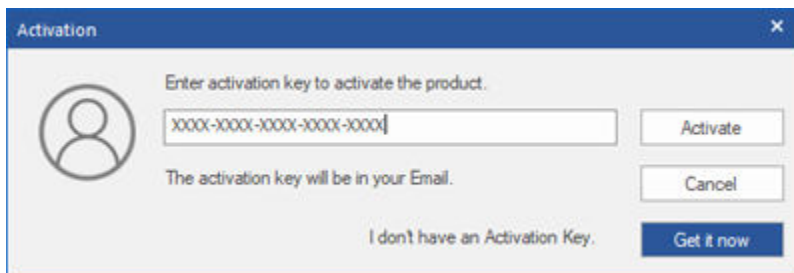 Activation
Enter activation key to activate the product.
XXXX-XXXX-XXXX-XXXX-XXXX
Activate
The activation key will be in your Email.
Cancel
I don't have an Activation Key.
Get it now